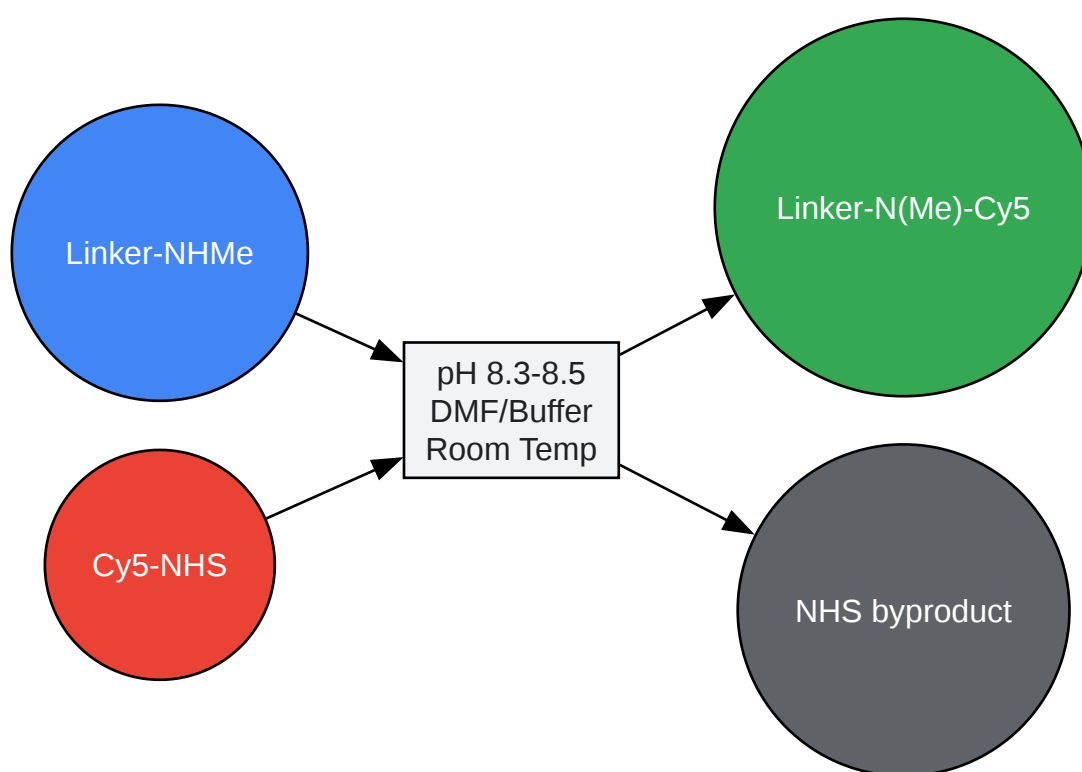 Linker-NHMe
Cy5-NHS
pH 8.3-8.5
DMF/Buffer
Room Temp
Linker-N(Me)-Cy5
NHS byproduct